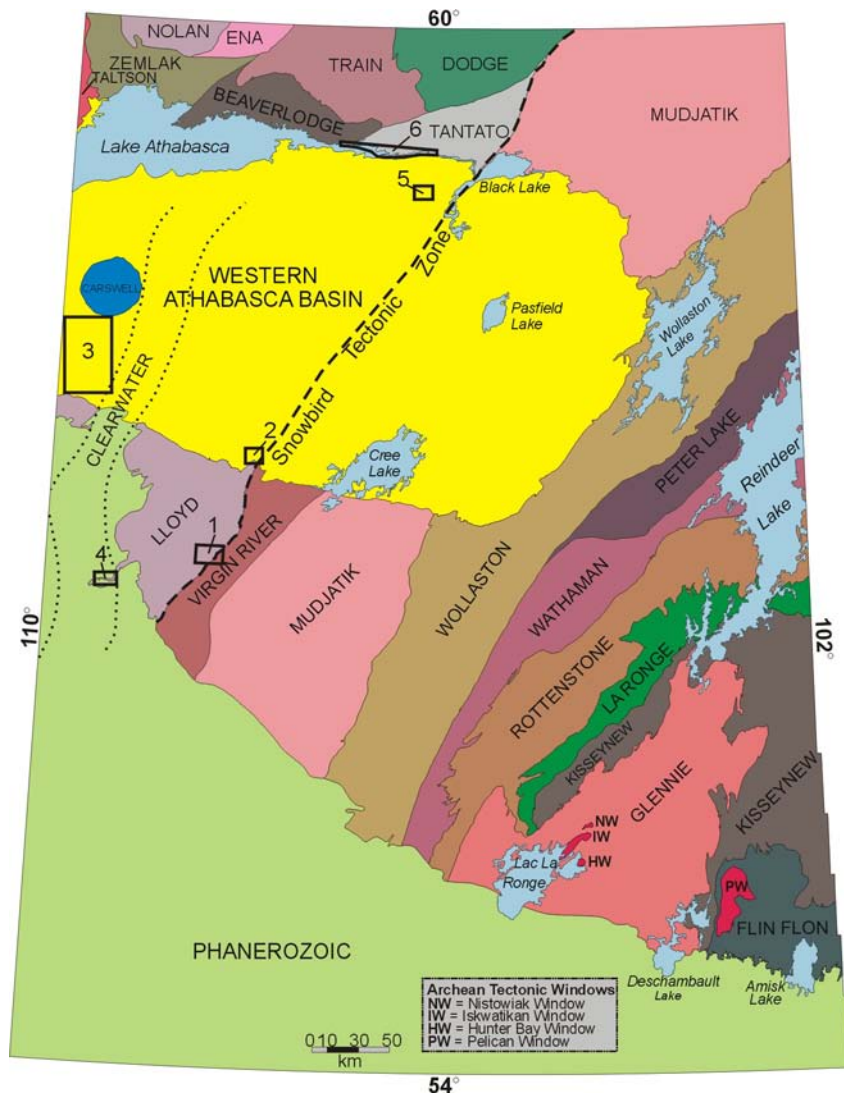 60°
NOLAN
ENA
ZEMLAK
TRAIN
DODGE
TALTSON
BEAVERLODGE
TANTATO
MUDJATIK
6
Lake Athabasca
5
Black Lake
WESTERN
ATHABASCA BASIN
CARSWELL
Snowbird Tectonic Zone
Pasfield
Lake
Wollaston
Lake
3
CLEARWATER
2
Cree
Lake
PETER LAKE
Reindeer
Lake
LLOYD
1
VIRGIN RIVER
4
MUDJATIK
WOLLASTON
WATHAMAN
110°
102°
ROTTENSTONE
LA RONGE
KISSEYNEW
GLENNIE
KISSEYNEW
NW
IW
HW
Lac La
Ronge
PW
FLIN FLON
PHANEROZOIC
Deschambault
Lake
Amisk
Lake
Archean Tectonic Windows
NW = Nistowiak Window
IW = Iskwatikan Window
HW = Hunter Bay Window
PW = Pelican Window
0 10 30 50
km
54°